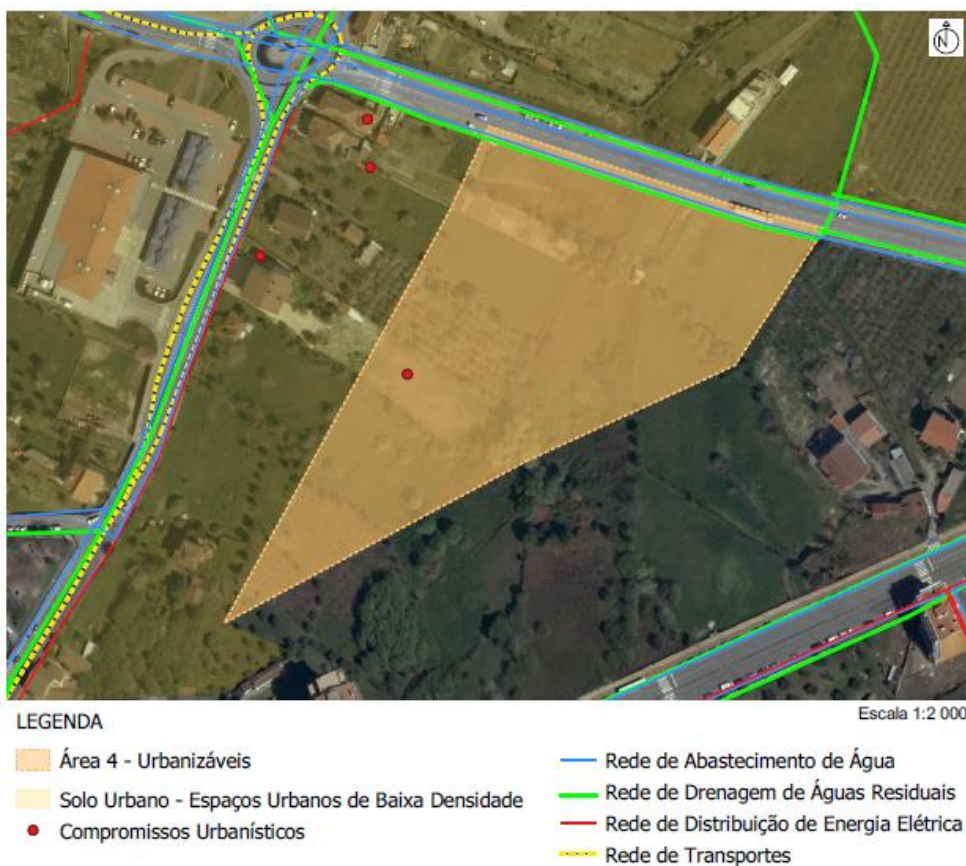 N
LEGENDA
Escala 1:2 000
Área 4 - Urbanizáveis
Solo Urbano - Espaços Urbanos de Baixa Densidade
Compromissos Urbanísticos
Rede de Abastecimento de Água
Rede de Drenagem de Águas Residuais
Rede de Distribuição de Energia Elétrica
Rede de Transportes